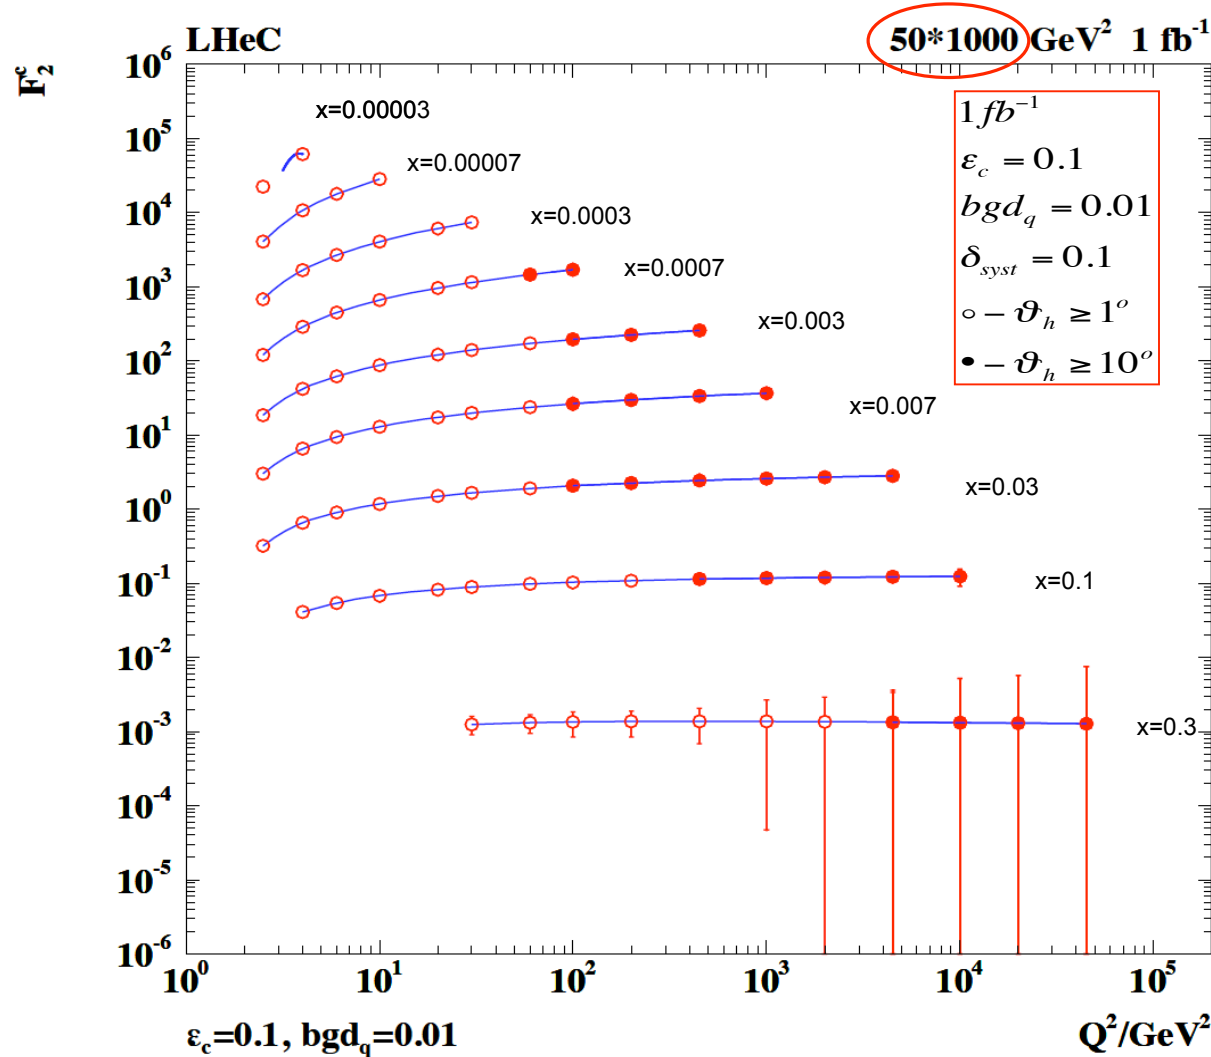 LHeC 50*1000 GeV² 1 fb⁻¹
F₂ᶜ
10⁶
10⁵
10⁴
10³
10²
10¹
10⁰
10⁻¹
10⁻²
10⁻³
10⁻⁴
10⁻⁵
10⁻⁶
x=0.00003
x=0.00007
x=0.0003
x=0.0007
x=0.003
x=0.007
x=0.03
x=0.1
x=0.3
1 fb⁻¹
ε_c = 0.1
bgd_q = 0.01
δ_syst = 0.1
○ – ϑ_h ≥ 1°
● – ϑ_h ≥ 10°
10⁰ 10¹ 10² 10³ 10⁴ 10⁵
ε_c=0.1, bgd_q=0.01 Q²/GeV²